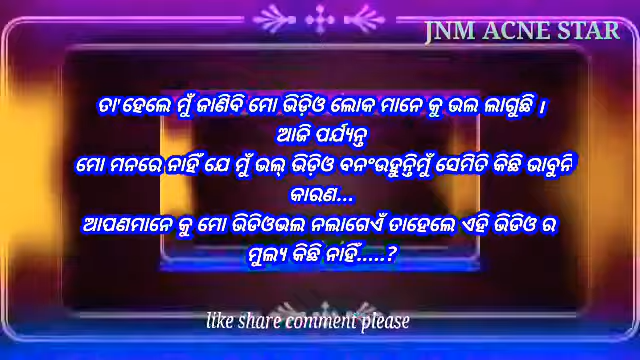 JNM ACNE STAR
ତା'ହେଲେ ମୁଁ ଜାଣିବି ମୋ ଭିଡ଼ିଓ ଲୋକ ମାନେ କୁ ଭଲ ଲାଗୁଛି ।
ଆଜି ପର୍ଯ୍ୟନ୍ତ
ମୋ ମନରେ ନାହିଁ ଯେ ମୁଁ ଭଲ୍ ଭିଡ଼ିଓ ବନଂଉହୁନ୍ତିମୁଁ ସେମିତି କିଛି ଭାବୁନି
କାରଣ...
ଆପଣମାନେ କୁ ମୋ ଭିଡିଓଭଲ ନଲାଗେଏଁ ତାହେଲେ ଏହି ଭିଡିଓ ର
ମୁଲ୍ୟ କିଛି ନାହିଁ.....?
like share comment please